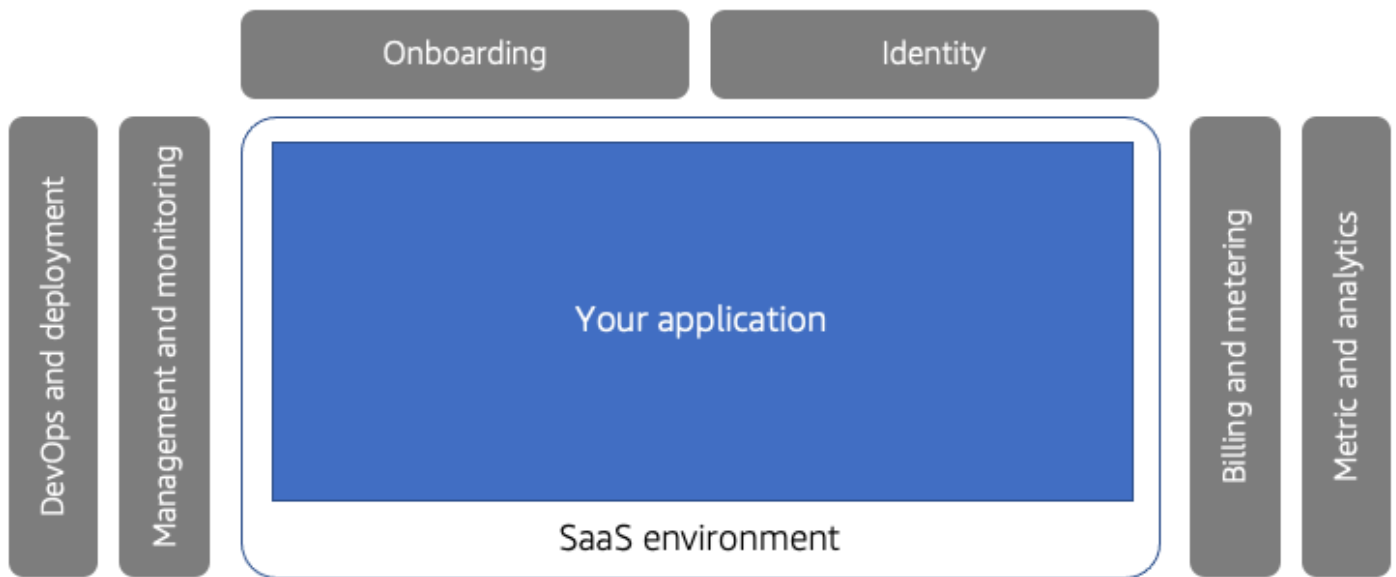 Onboarding
Identity
DevOps and deployment
Management and monitoring
Your application
SaaS environment
Billing and metering
Metric and analytics